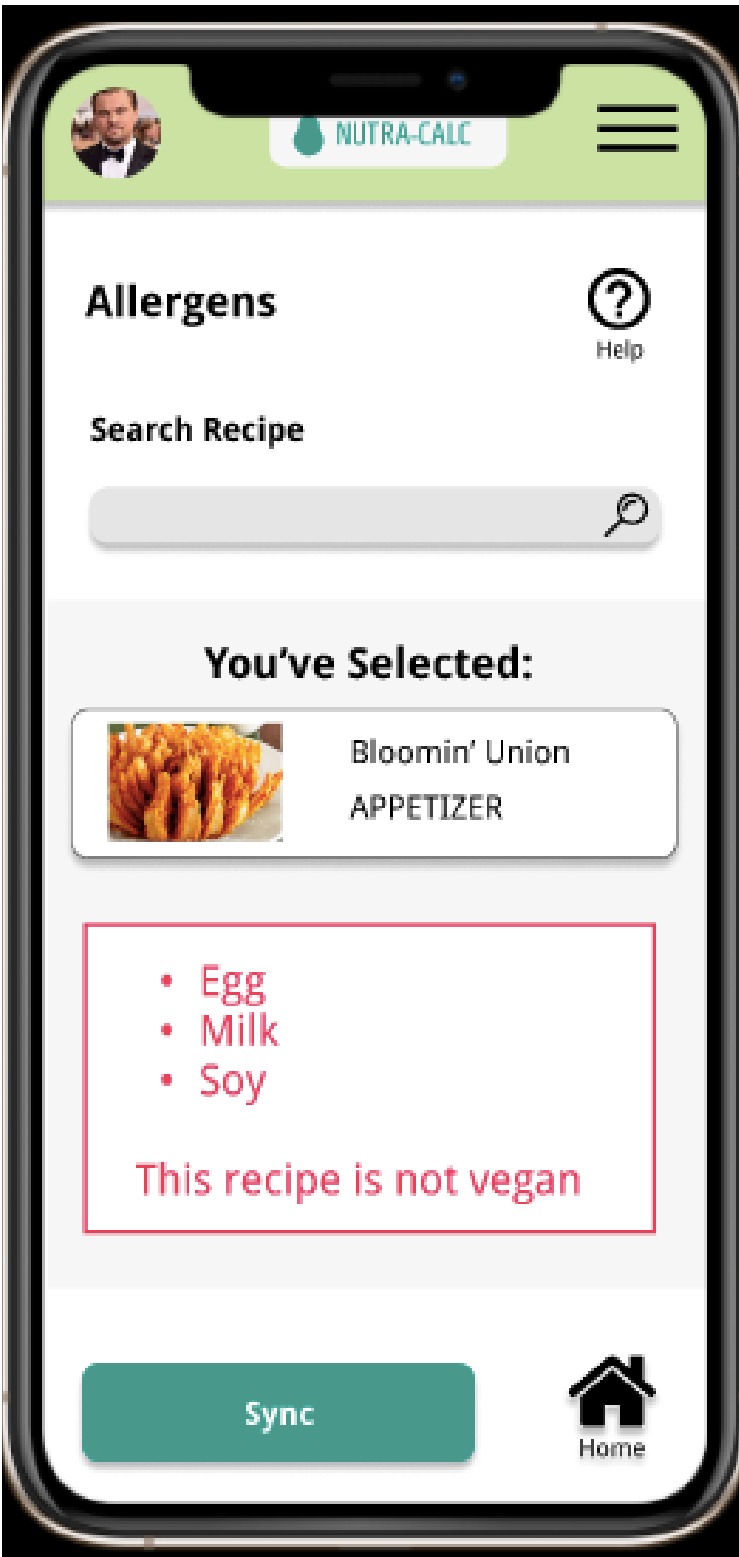 NUTRA-CALC
Allergens
Help
Search Recipe
You've Selected:
Bloomin' Union
APPETIZER
• Egg
• Milk
• Soy
This recipe is not vegan
Sync
Home